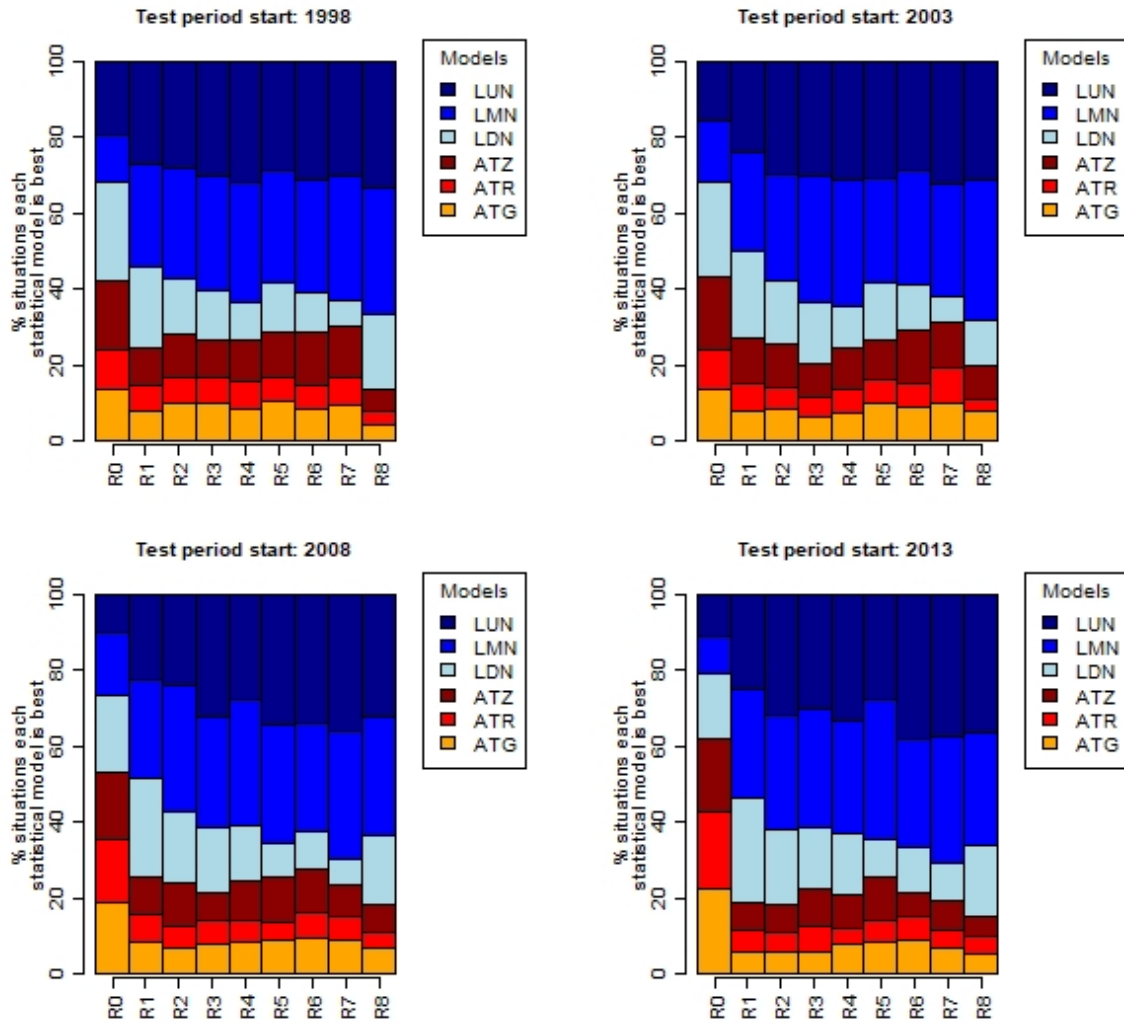 Test period start: 1998
% situations each
statistical model is best
100
80
60
40
20
0
R0 R1 R2 R3 R4 R5 R6 R7 R8
Models
LUN
LMN
LDN
ATZ
ATR
ATG
Test period start: 2003
% situations each
statistical model is best
100
80
60
40
20
0
R0 R1 R2 R3 R4 R5 R6 R7 R8
Models
LUN
LMN
LDN
ATZ
ATR
ATG
Test period start: 2008
% situations each
statistical model is best
100
80
60
40
20
0
R0 R1 R2 R3 R4 R5 R6 R7 R8
Models
LUN
LMN
LDN
ATZ
ATR
ATG
Test period start: 2013
% situations each
statistical model is best
100
80
60
40
20
0
R0 R1 R2 R3 R4 R5 R6 R7 R8
Models
LUN
LMN
LDN
ATZ
ATR
ATG